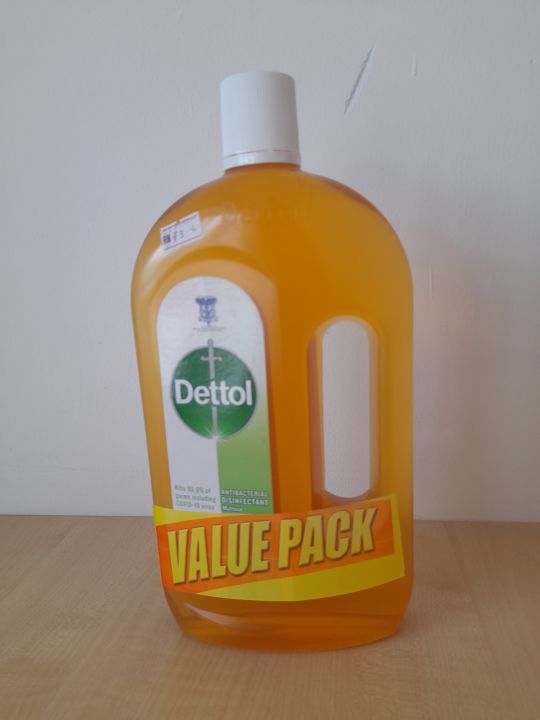 Dettol
Kills 99.9% of
germs including
COVID-19 virus
ANTIBACTERIAL
DISINFECTANT
VALUE PACK